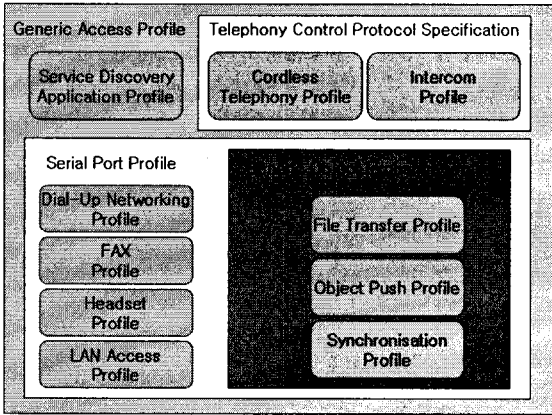 Generic Access Profile
Telephony Control Protocol Specification
Service Discovery
Application Profile
Cordless
Telephony Profile
Intercom
Profile
Serial Port Profile
Dial-Up Networking
Profile
FAX
Profile
Headset
Profile
LAN Access
Profile
File Transfer Profile
Object Push Profile
Synchronisation
Profile